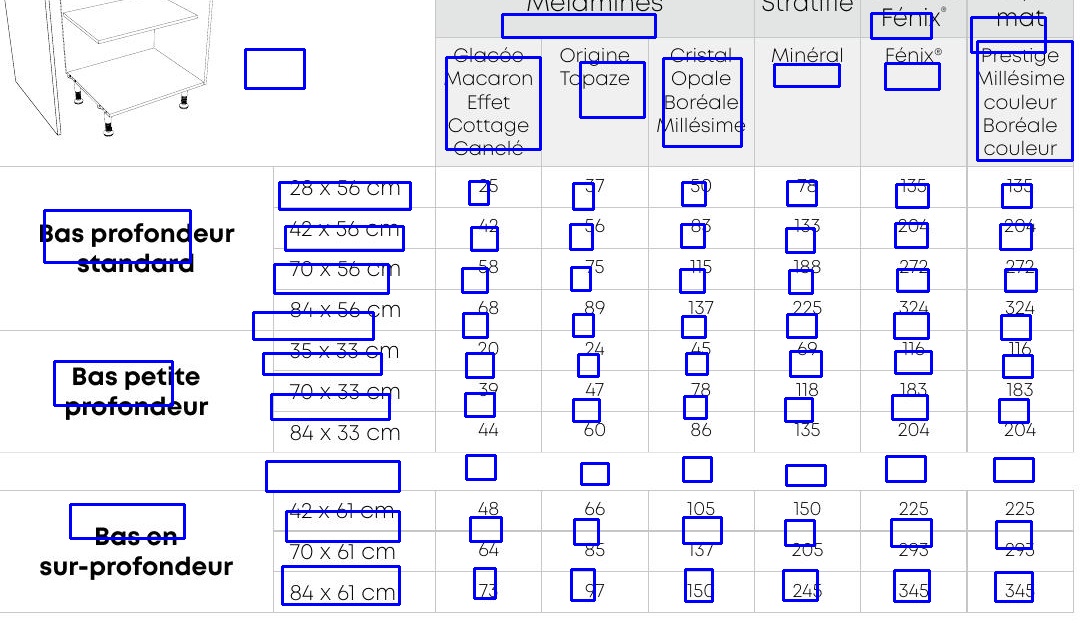 Mélaminés Stratifié Fénix® mat
Glacée Origine Cristal Minéral Fénix® Prestige
Macaron Topaze Opale Millésime
Effet Boréale couleur
Cottage Millésime Boréale
Canelé couleur
28 x 56 cm 25 37 50 78 135 135
Bas profondeur 42 x 56 cm 42 56 83 133 204 204
standard 70 x 56 cm 58 75 115 188 272 272
84 x 56 cm 68 89 137 225 324 324
35 x 33 cm 20 24 45 69 116 116
Bas petite 70 x 33 cm 39 47 78 118 183 183
profondeur 84 x 33 cm 44 60 86 135 204 204
42 x 61 cm 48 66 105 150 225 225
Bas en 70 x 61 cm 64 85 137 205 293 293
sur-profondeur 84 x 61 cm 73 97 150 245 345 345